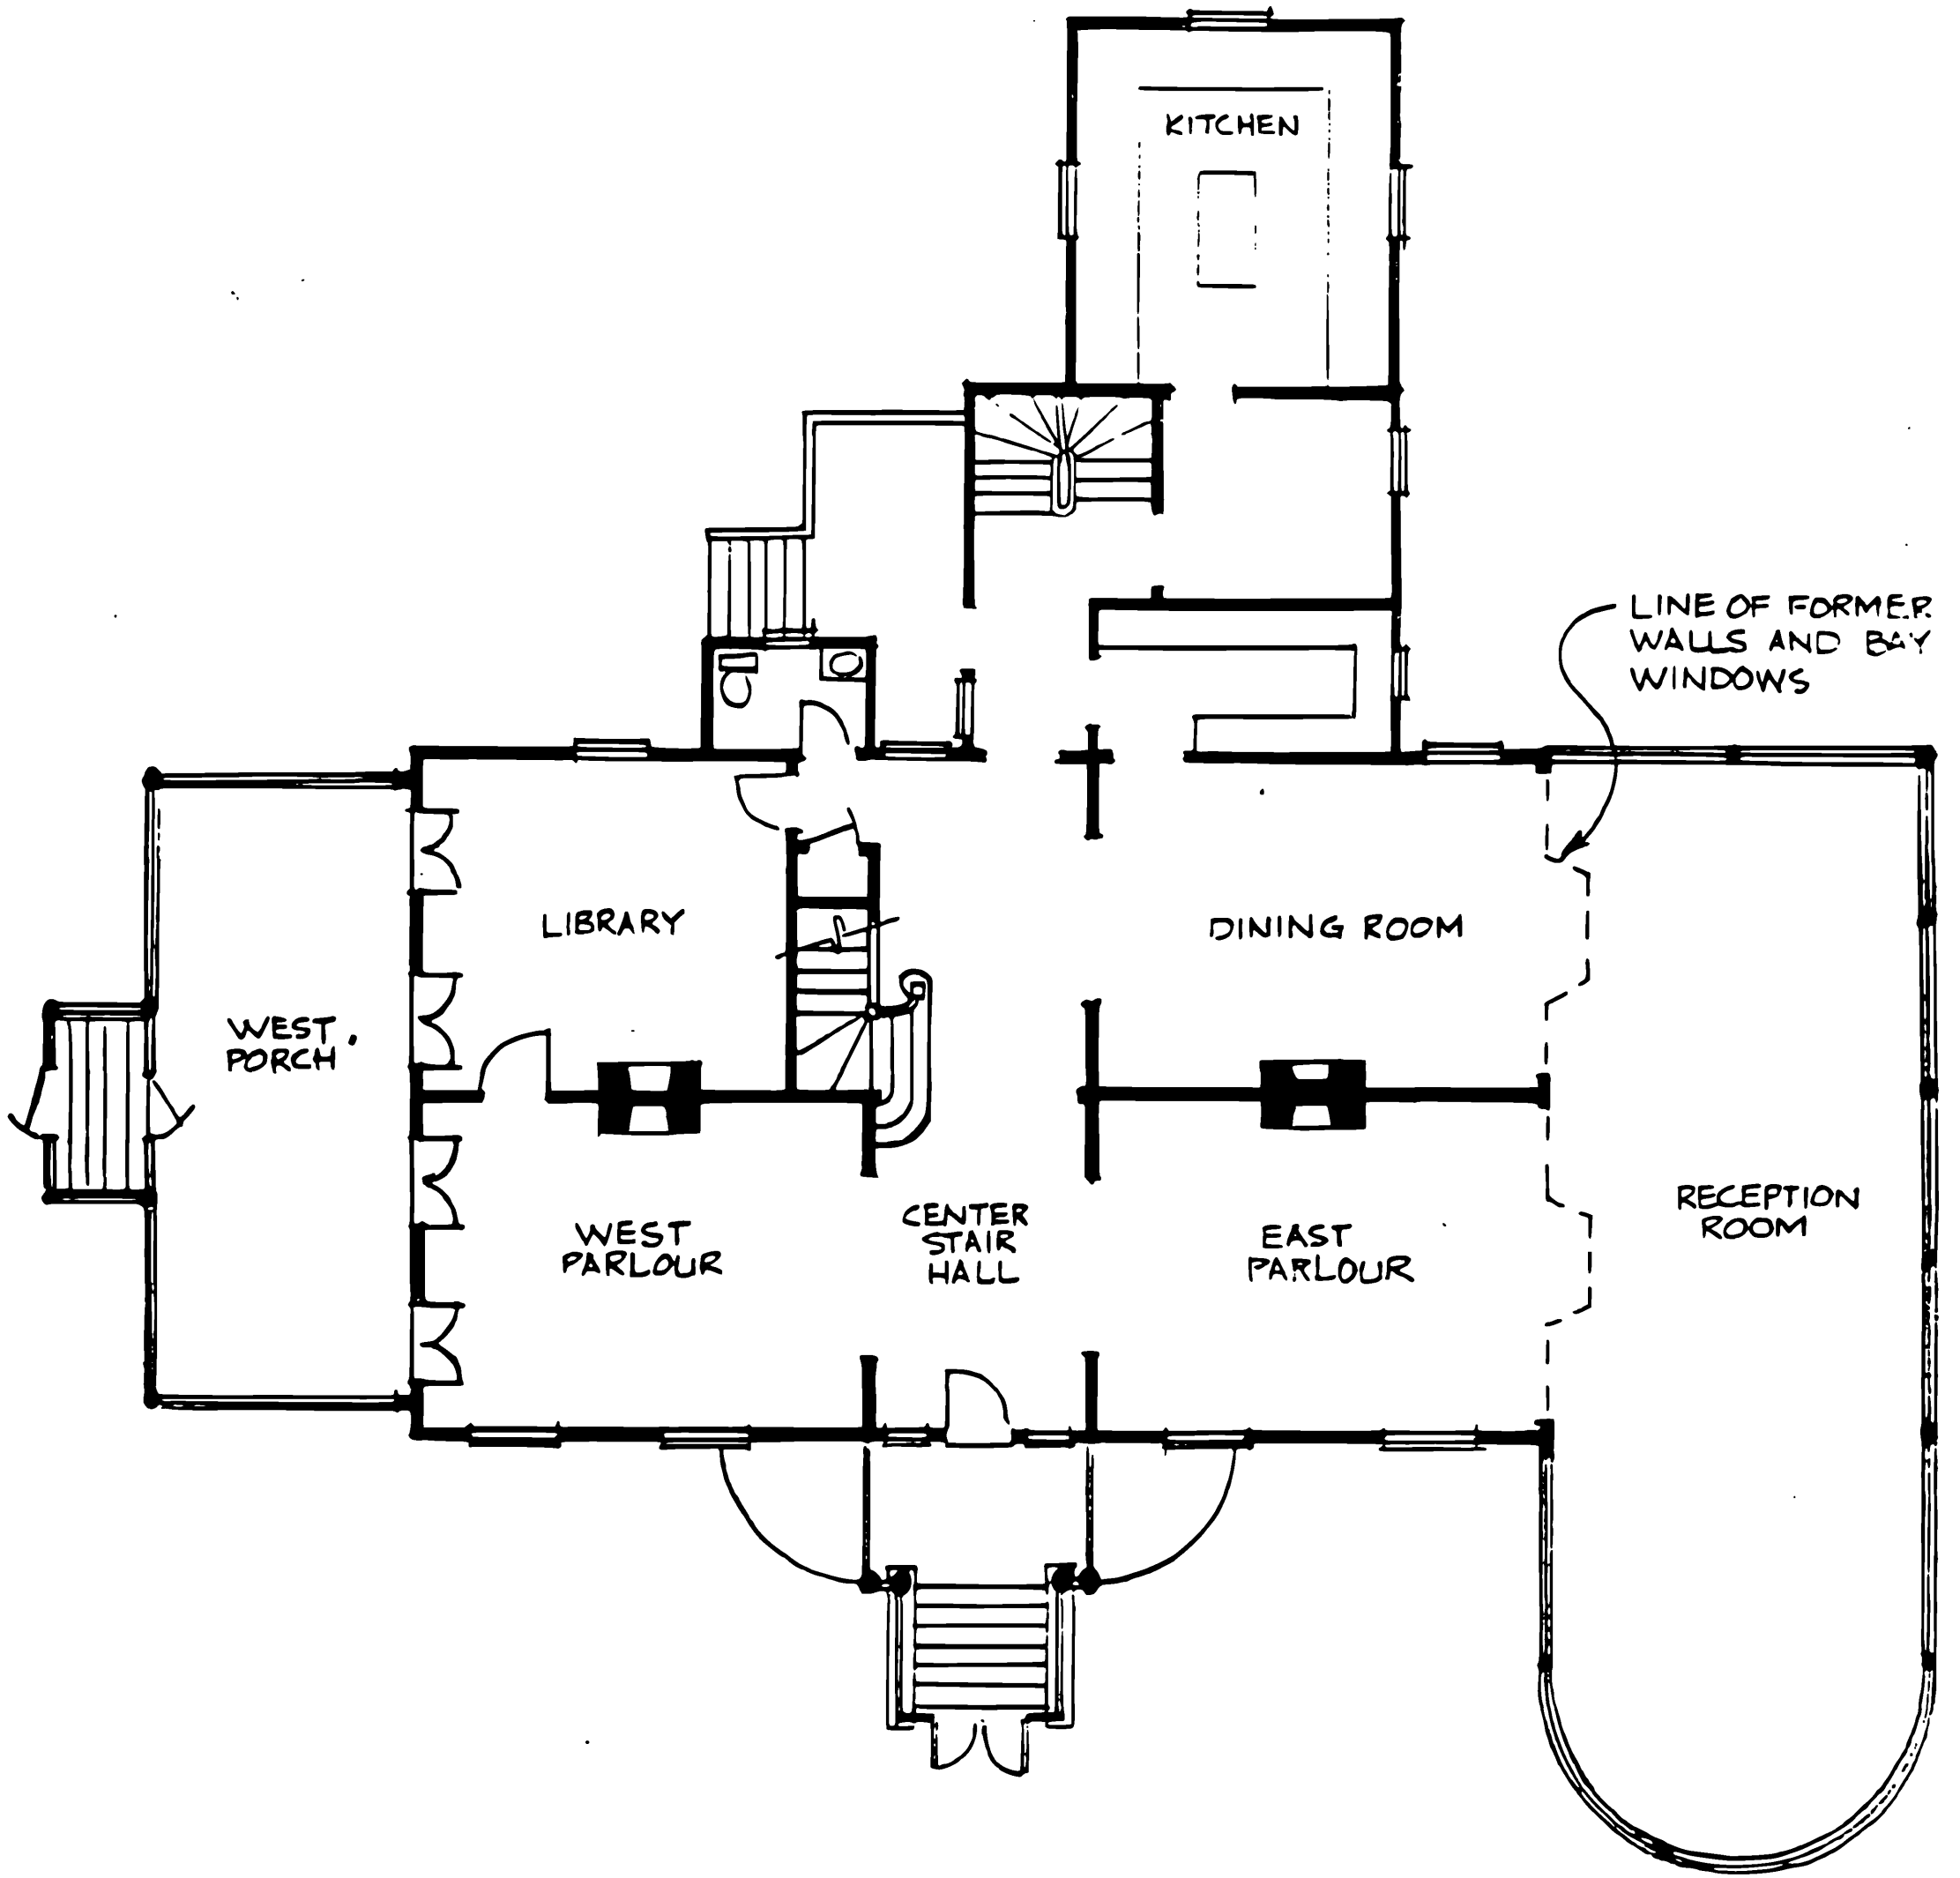 KITCHEN
LINE OF FORMER
WALLS AND BAY
WINDOWS
LIBRARY
DINING ROOM
WEST
PORCH
WEST
PARLOUR
CENTER
STAIR
HALL
EAST
PARLOUR
RECEPTION
ROOM